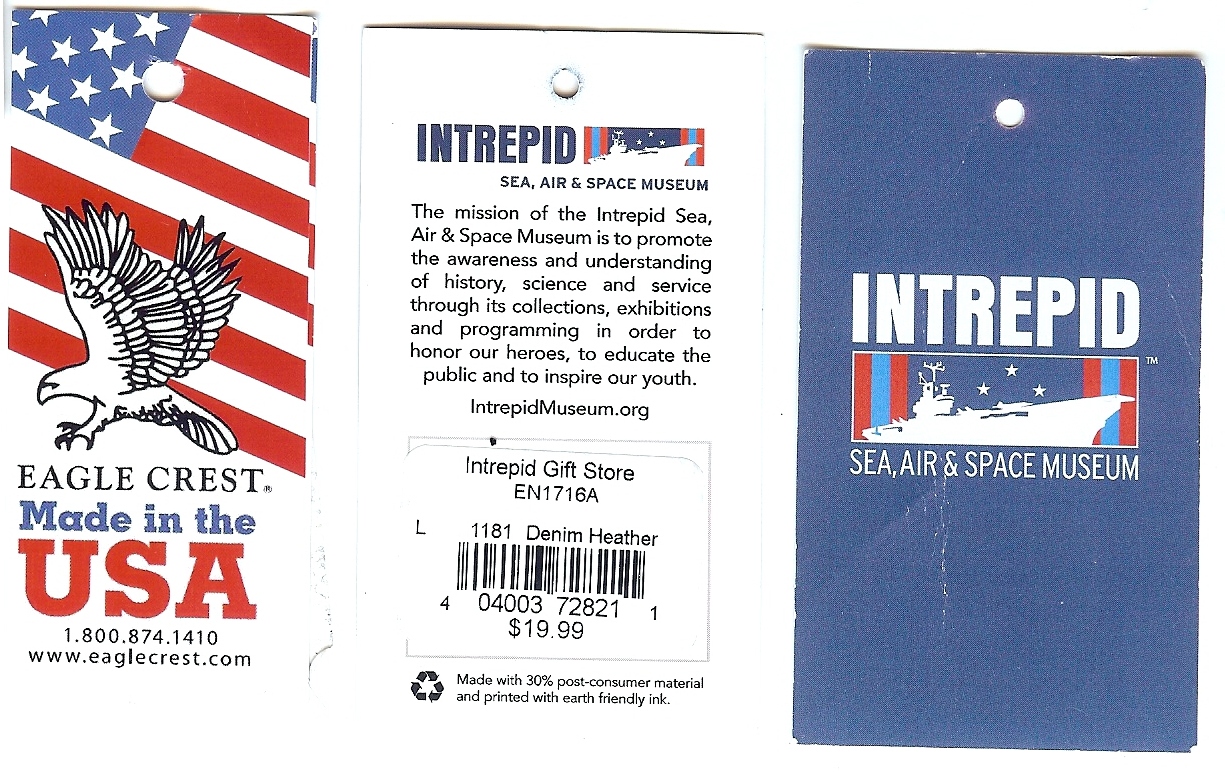 EAGLE CREST®
Made in the
USA
1.800.874.1410
www.eaglecrest.com
INTREPID
SEA, AIR & SPACE MUSEUM
The mission of the Intrepid Sea,
Air & Space Museum is to promote
the awareness and understanding
of history, science and service
through its collections, exhibitions
and programming in order to
honor our heroes, to educate the
public and to inspire our youth.
IntrepidMuseum.org
Intrepid Gift Store
EN1716A
L 1181 Denim Heather
4 04003 72821 1
$19.99
Made with 30% post-consumer material
and printed with earth friendly ink.
INTREPID
™
SEA, AIR & SPACE MUSEUM